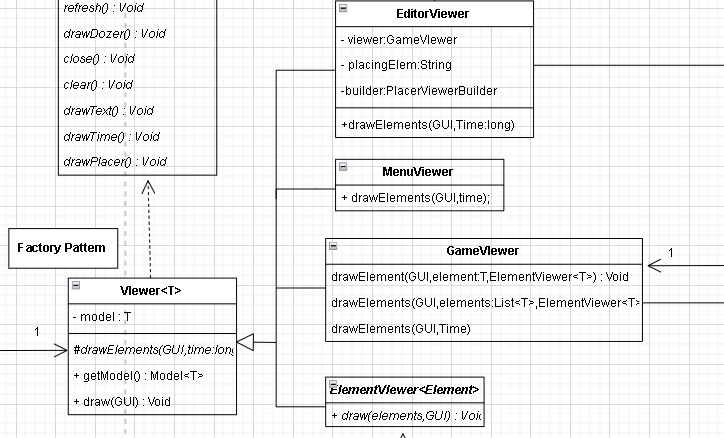 refresh() : Void
drawDozer() : Void
close() : Void
clear() : Void
drawText() : Void
drawTime() : Void
drawPlacer() : Void
EditorViewer
- viewer:GameViewer
- placingElem:String
-builder:PlacerViewerBuilder
+drawElements(GUI,Time:long)
MenuViewer
+ drawElements(GUI,time);
Factory Pattern
GameViewer
drawElement(GUI,element:T,ElementViewer<T>) : Void
drawElements(GUI,elements:List<T>,ElementViewer<T>
drawElements(GUI,Time)
1
Viewer<T>
- model : T
#drawElements(GUI,time:long
+ getModel() : Model<T>
+ draw(GUI) : Void
1
ElementViewer<Element>
+ draw(elements,GUI) : Void